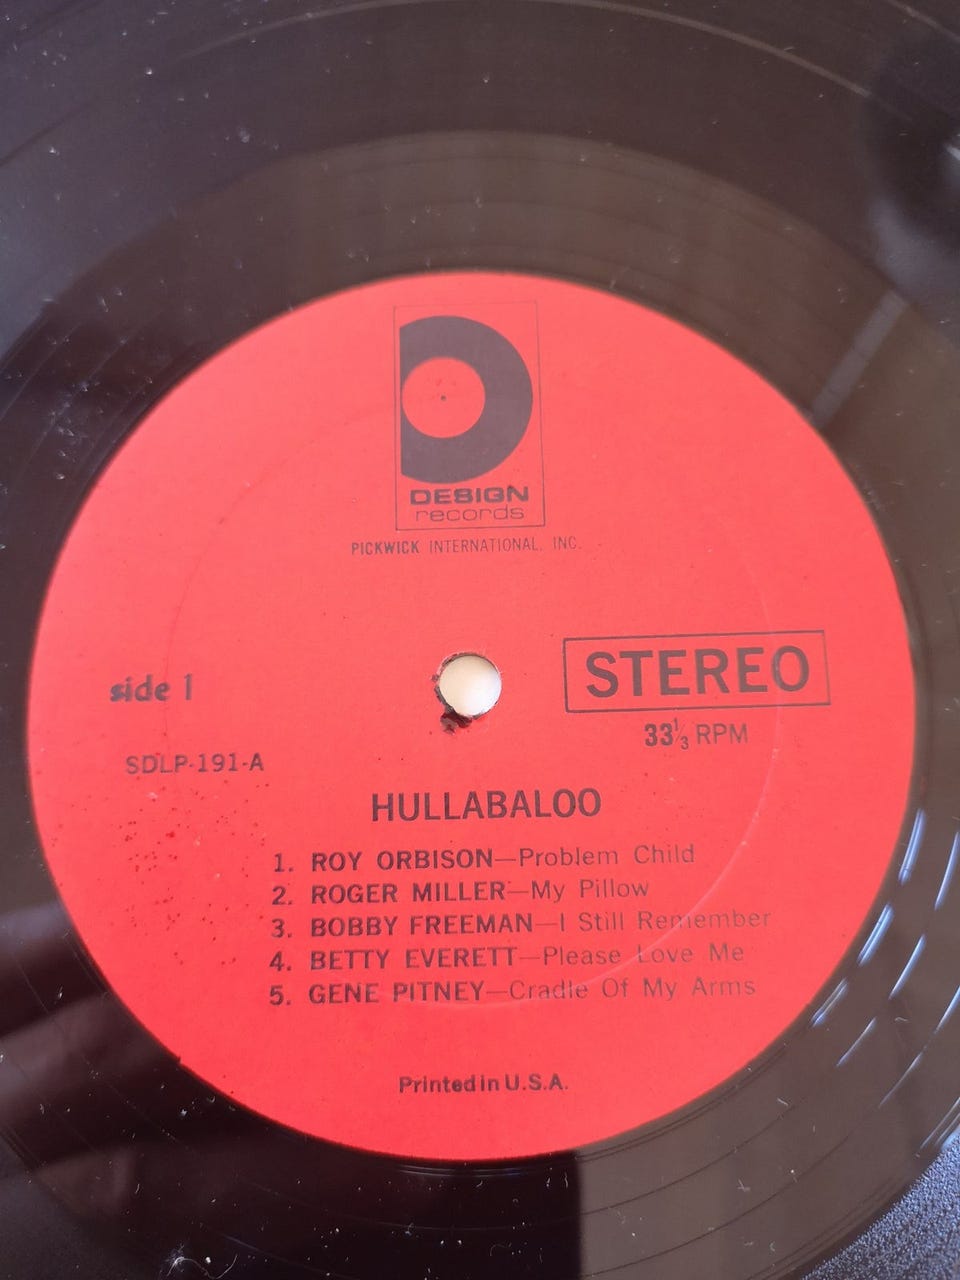 DESIGN
records
PICKWICK INTERNATIONAL, INC.
side 1
STEREO
33⅓ RPM
SDLP-191-A
HULLABALOO
1. ROY ORBISON—Problem Child
2. ROGER MILLER—My Pillow
3. BOBBY FREEMAN—I Still Remember
4. BETTY EVERETT—Please Love Me
5. GENE PITNEY—Cradle Of My Arms
Printed in U.S.A.